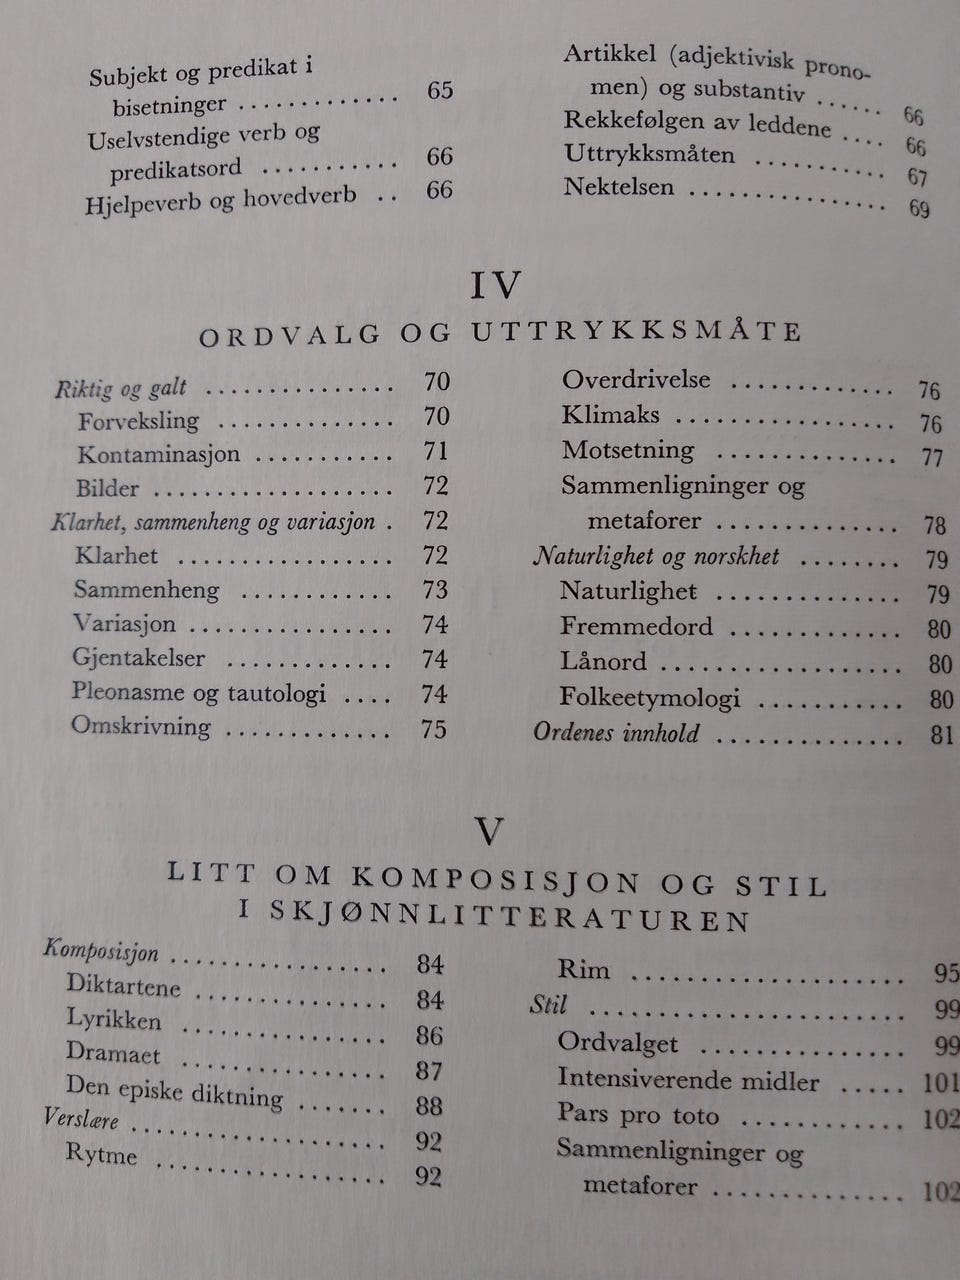 Subjekt og predikat i
bisetninger ............. 65
Uselvstendige verb og
predikatsord ........... 66
Hjelpeverb og hovedverb .. 66
Artikkel (adjektivisk prono-
men) og substantiv ...... 66
Rekkefølgen av leddene .... 66
Uttrykksmåten ........... 67
Nektelsen ................ 69
IV
ORDVALG OG UTTRYKKSMÅTE
Riktig og galt ............... 70
Forveksling .............. 70
Kontaminasjon ........... 71
Bilder ................... 72
Klarhet, sammenheng og variasjon . 72
Klarhet ................. 72
Sammenheng ............ 73
Variasjon ................ 74
Gjentakelser ............. 74
Pleonasme og tautologi .... 74
Omskrivning ............. 75
Overdrivelse ............. 76
Klimaks ................. 76
Motsetning .............. 77
Sammenligninger og
metaforer .............. 78
Naturlighet og norskhet ........ 79
Naturlighet .............. 79
Fremmedord ............. 80
Lånord .................. 80
Folkeetymologi ........... 80
Ordenes innhold .............. 81
V
LITT OM KOMPOSISJON OG STIL
I SKJØNNLITTERATUREN
Komposisjon ................. 84
Diktartene ............... 84
Lyrikken ................ 86
Dramaet ................ 87
Den episke diktning ....... 88
Verslære .................... 92
Rytme .................. 92
Rim .................... 95
Stil ......................... 99
Ordvalget ............... 99
Intensiverende midler ..... 101
Pars pro toto ............ 102
Sammenligninger og
metaforer .............. 102